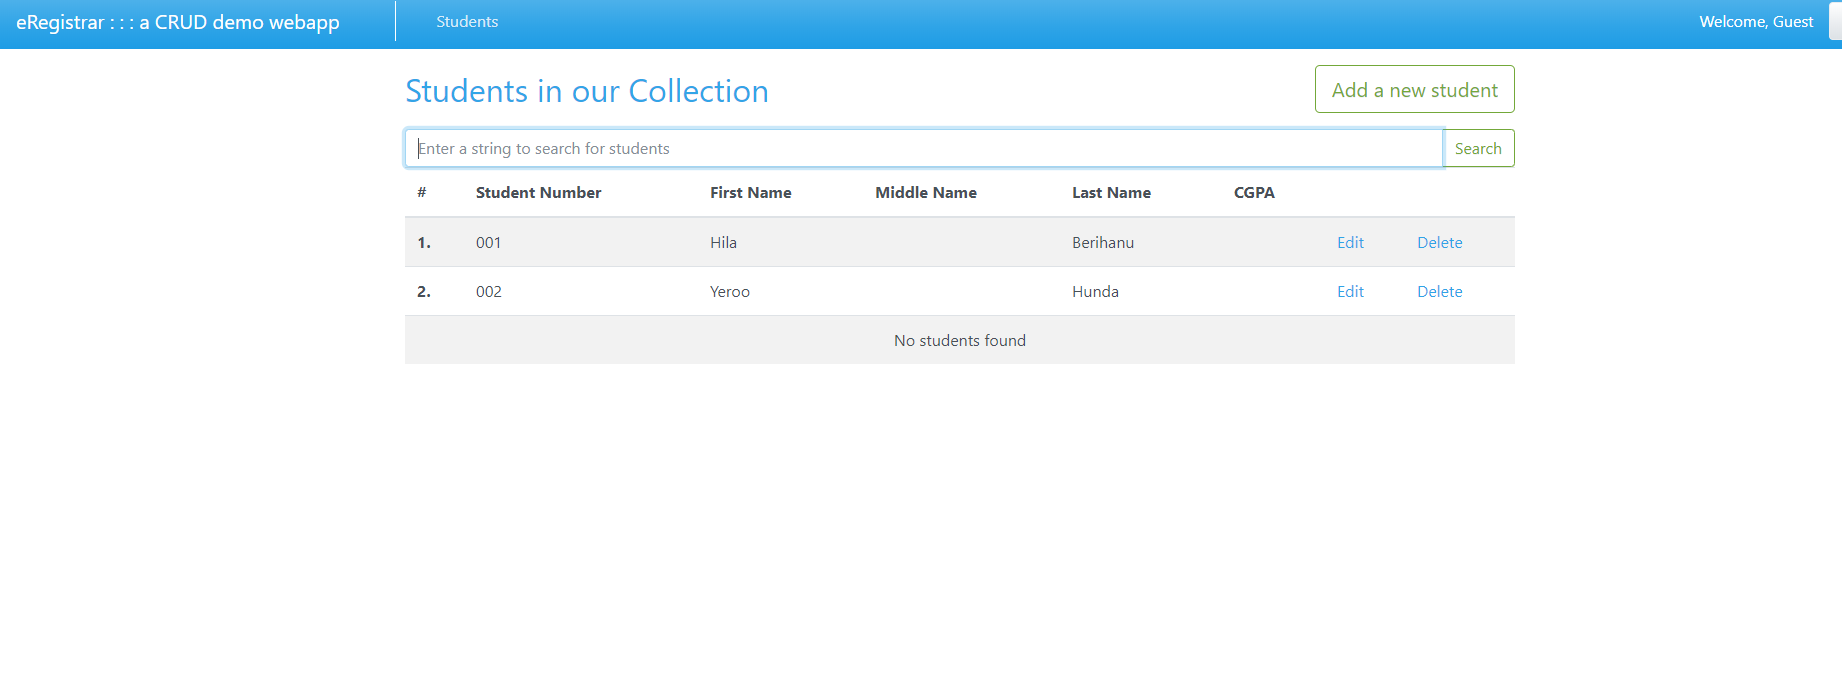 eRegistrar : : : a CRUD demo webapp Students Welcome, Guest
Students in our Collection Add a new student
Enter a string to search for students Search
# Student Number First Name Middle Name Last Name CGPA
1. 001 Hila Berihanu Edit Delete
2. 002 Yeroo Hunda Edit Delete
No students found